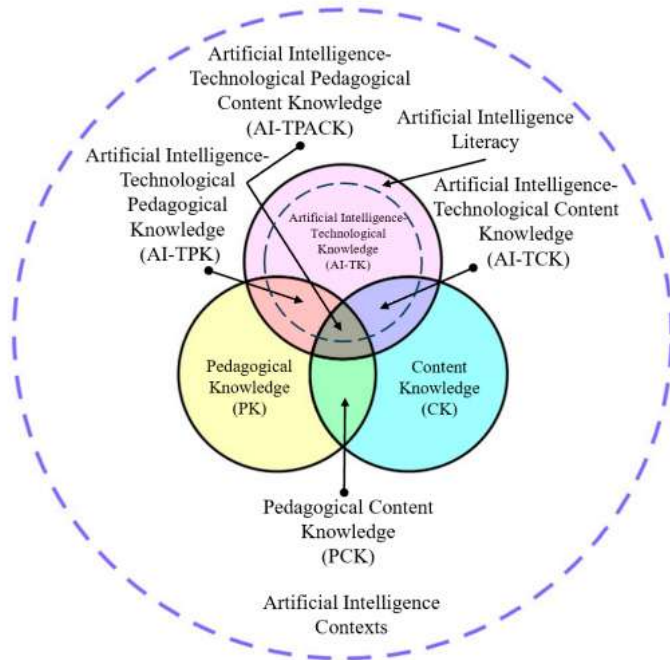 Artificial Intelligence-
Technological Pedagogical
Content Knowledge
(AI-TPACK)
Artificial Intelligence
Literacy
Artificial Intelligence-
Technological
Pedagogical
Knowledge
(AI-TPK)
Artificial Intelligence-
Technological Content
Knowledge
(AI-TCK)
Artificial Intelligence-
Technological
Knowledge
(AI-TK)
Pedagogical
Knowledge
(PK)
Content
Knowledge
(CK)
Pedagogical Content
Knowledge
(PCK)
Artificial Intelligence
Contexts